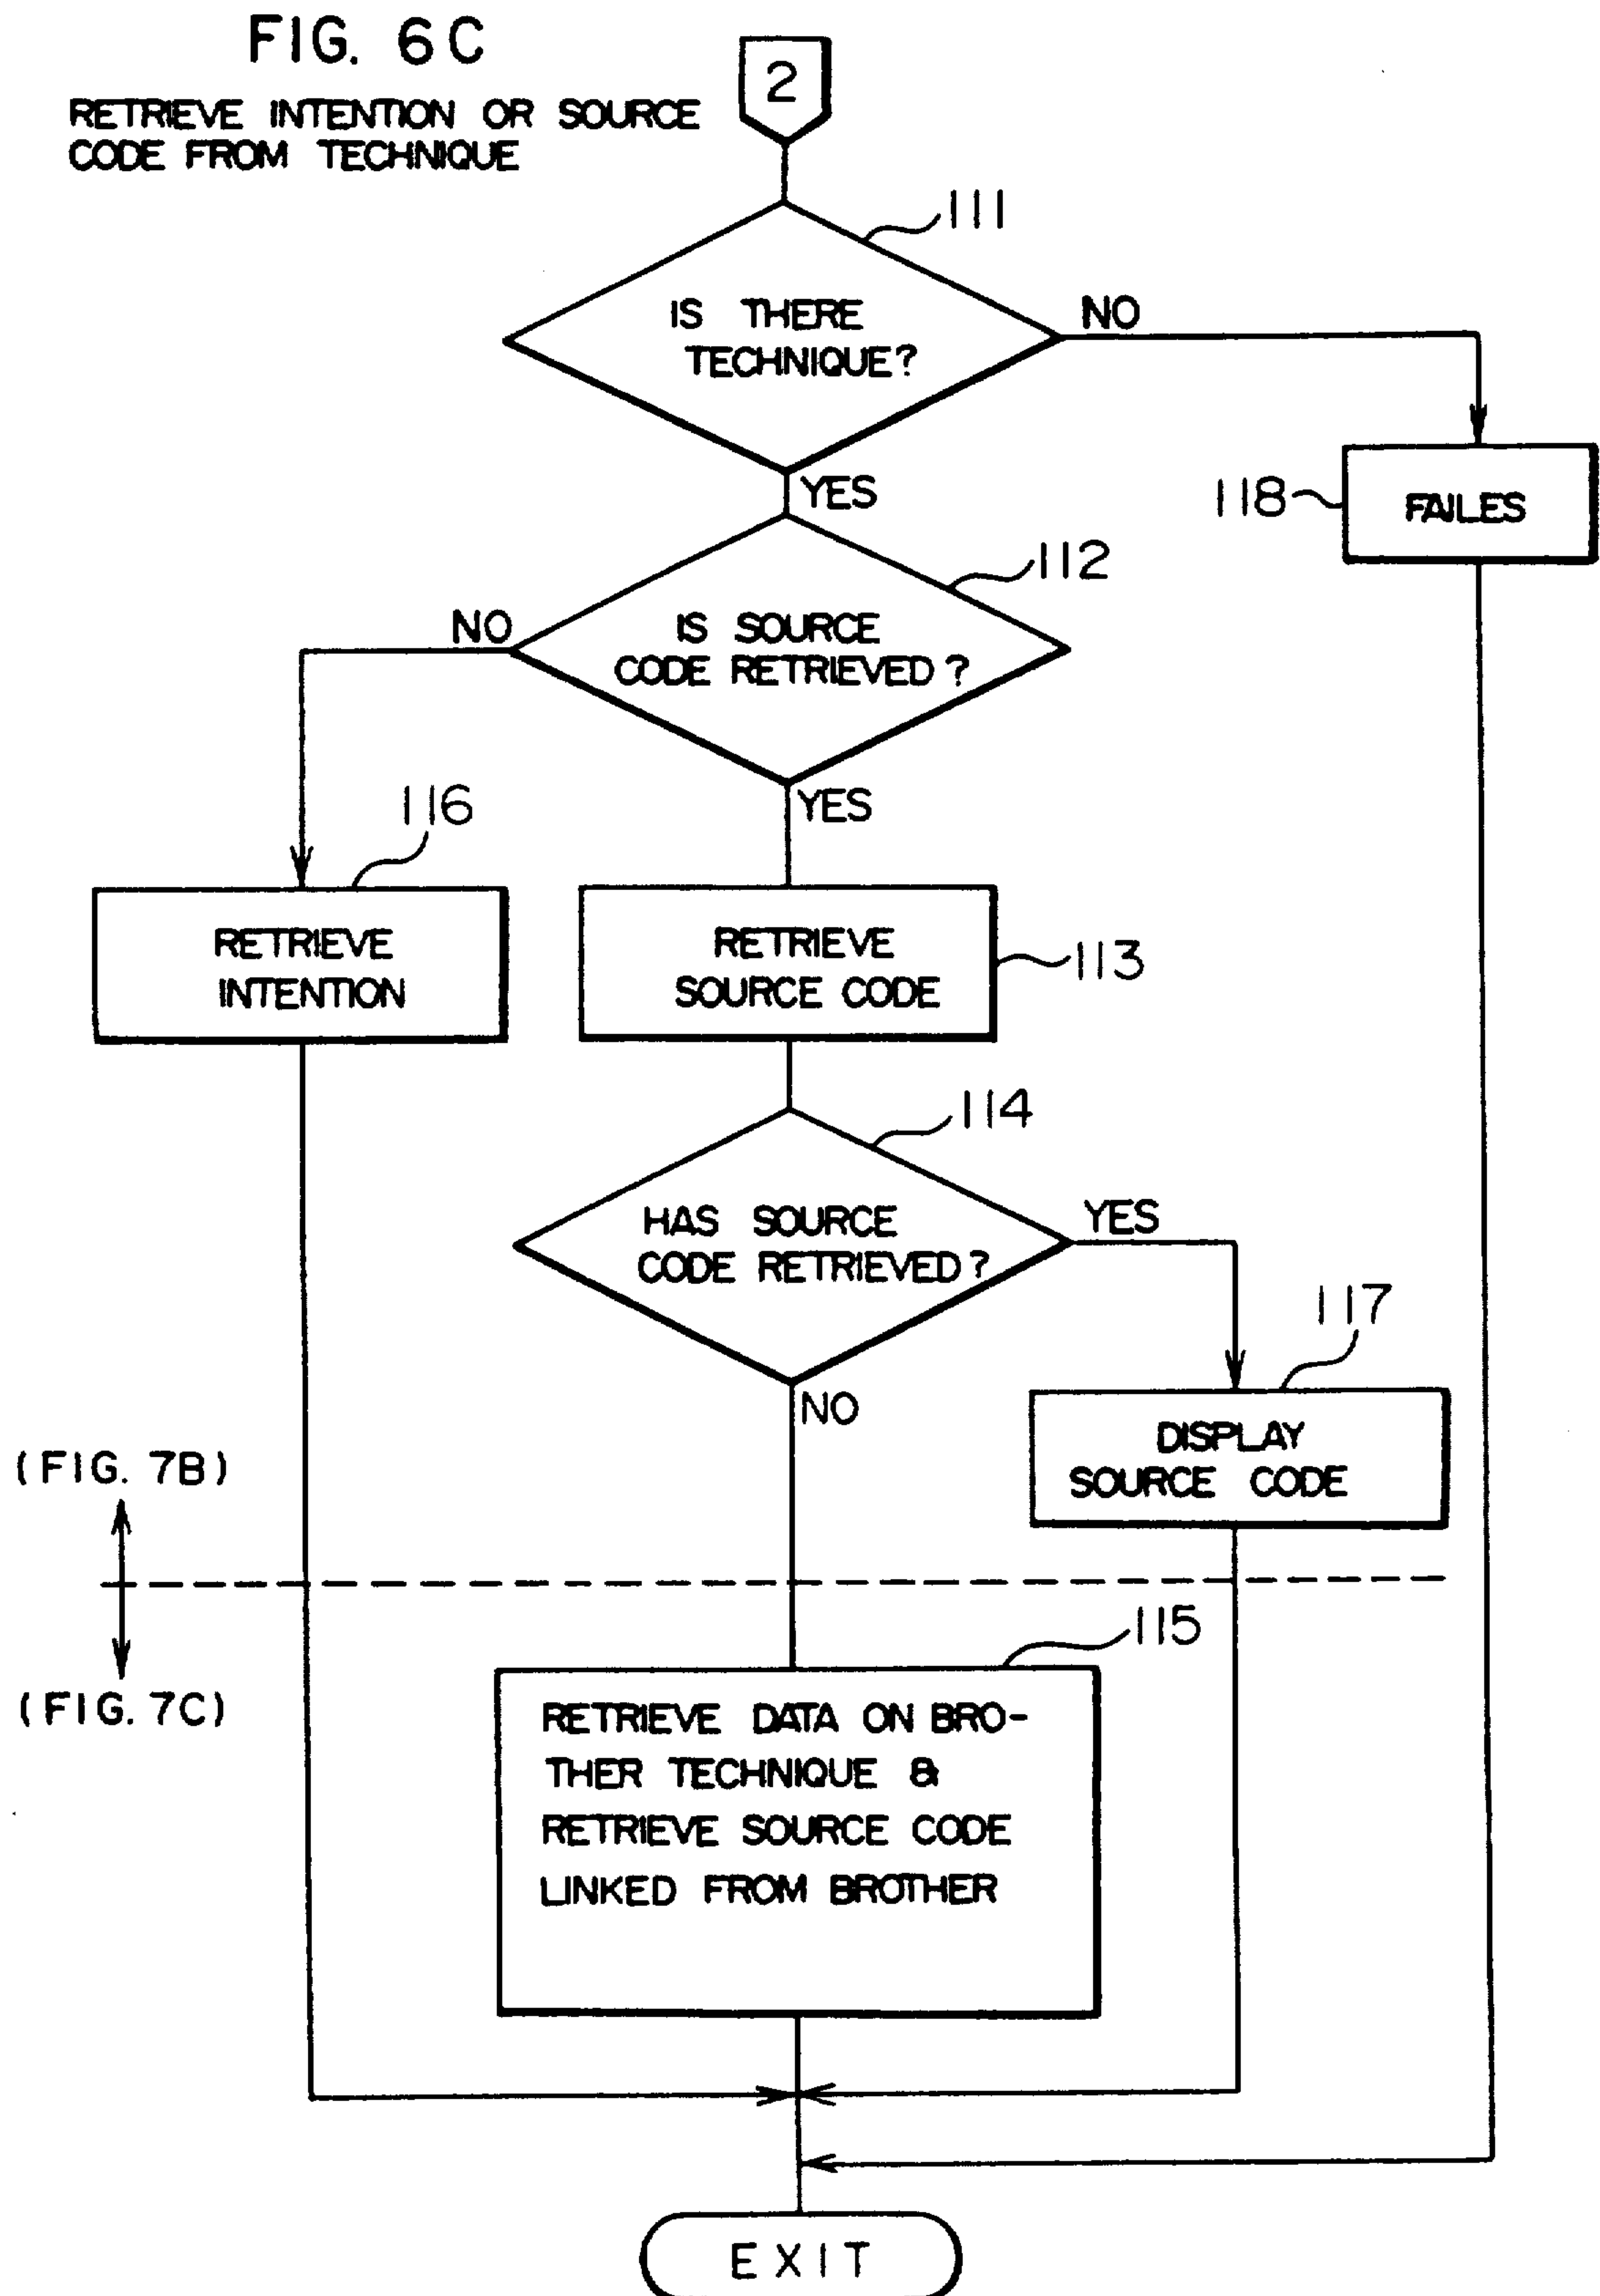 FIG. 6C
2
RETRIEVE INTENTION OR SOURCE
CODE FROM TECHNIQUE
111
IS THERE
TECHNIQUE?
NO
YES
118
FAILES
112
NO
IS SOURCE
CODE RETRIEVED?
YES
116
RETRIEVE
INTENTION
RETRIEVE
SOURCE CODE
113
114
HAS SOURCE
CODE RETRIEVED?
YES
NO
117
DISPLAY
SOURCE CODE
(FIG. 7B)
(FIG. 7C)
115
RETRIEVE DATA ON BRO-
THER TECHNIQUE &
RETRIEVE SOURCE CODE
LINKED FROM BROTHER
EXIT